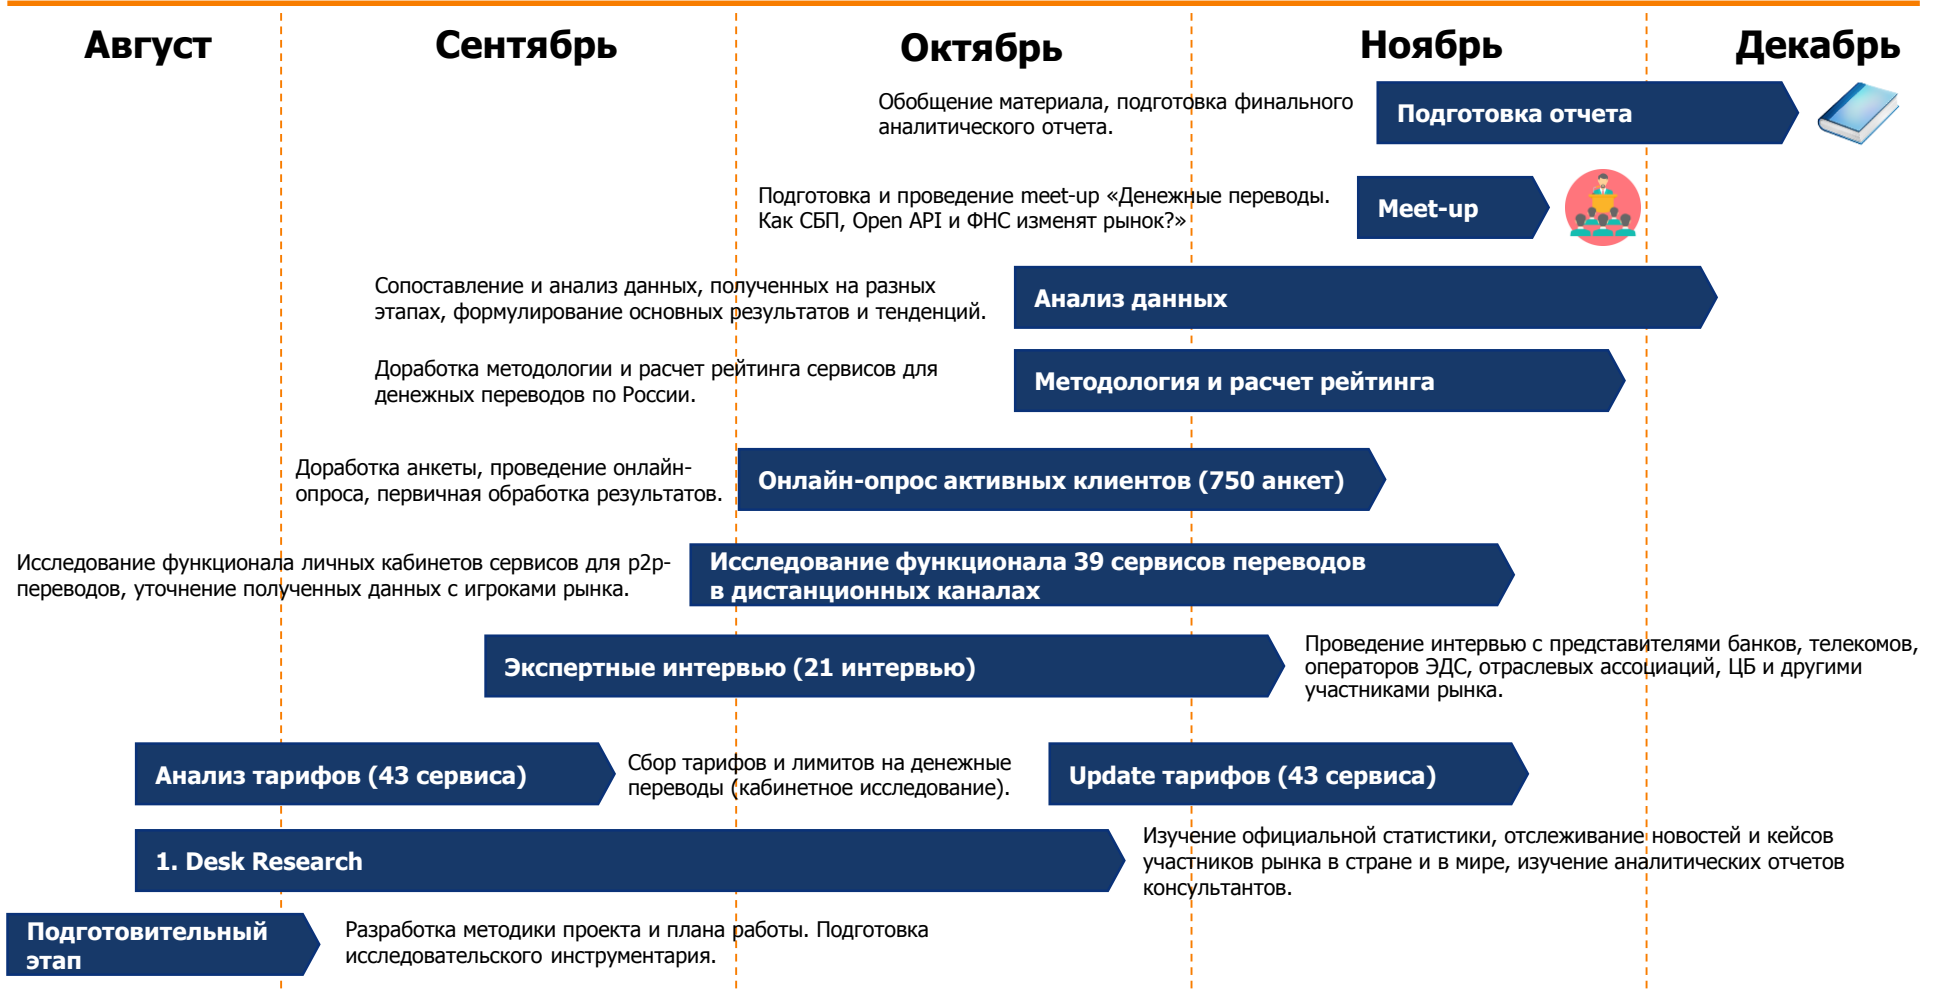 Август
Сентябрь
Октябрь
Ноябрь
Декабрь
Обобщение материала, подготовка финального
аналитического отчета.
Подготовка отчета
Подготовка и проведение meet-up «Денежные переводы.
Как СБП, Open API и ФНС изменят рынок?»
Meet-up
Сопоставление и анализ данных, полученных на разных
этапах, формулирование основных результатов и тенденций.
Анализ данных
Доработка методологии и расчет рейтинга сервисов для
денежных переводов по России.
Методология и расчет рейтинга
Доработка анкеты, проведение онлайн-
опроса, первичная обработка результатов.
Онлайн-опрос активных клиентов (750 анкет)
Исследование функционала личных кабинетов сервисов для p2p-
переводов, уточнение полученных данных с игроками рынка.
Исследование функционала 39 сервисов переводов
в дистанционных каналах
Экспертные интервью (21 интервью)
Проведение интервью с представителями банков, телекомов,
операторов ЭДС, отраслевых ассоциаций, ЦБ и другими
участниками рынка.
Анализ тарифов (43 сервиса)
Сбор тарифов и лимитов на денежные
переводы (кабинетное исследование).
Update тарифов (43 сервиса)
1. Desk Research
Изучение официальной статистики, отслеживание новостей и кейсов
участников рынка в стране и в мире, изучение аналитических отчетов
консультантов.
Подготовительный
этап
Разработка методики проекта и плана работы. Подготовка
исследовательского инструментария.